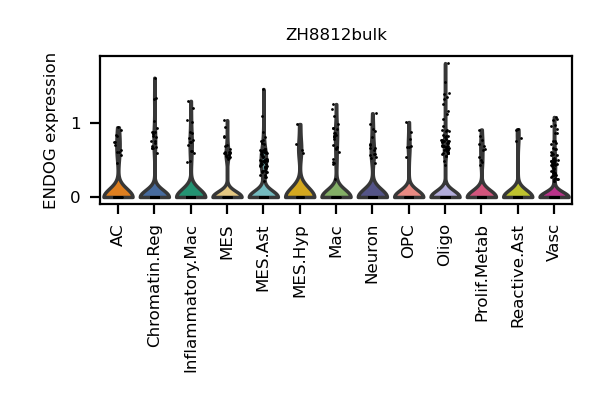 ZH8812bulk
ENDOG expression
1
0
AC
Chromatin.Reg
Inflammatory.Mac
MES
MES.Ast
MES.Hyp
Mac
Neuron
OPC
Oligo
Prolif.Metab
Reactive.Ast
Vasc